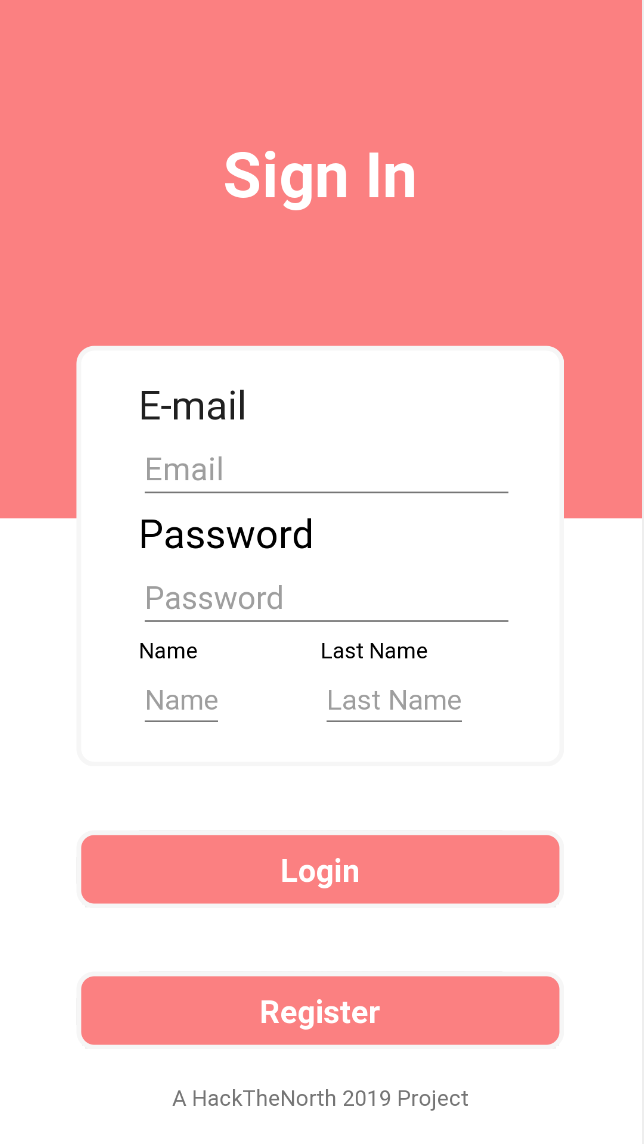 Sign In
E-mail
Email
Password
Password
Name Last Name
Name Last Name
Login
Register
A HackTheNorth 2019 Project